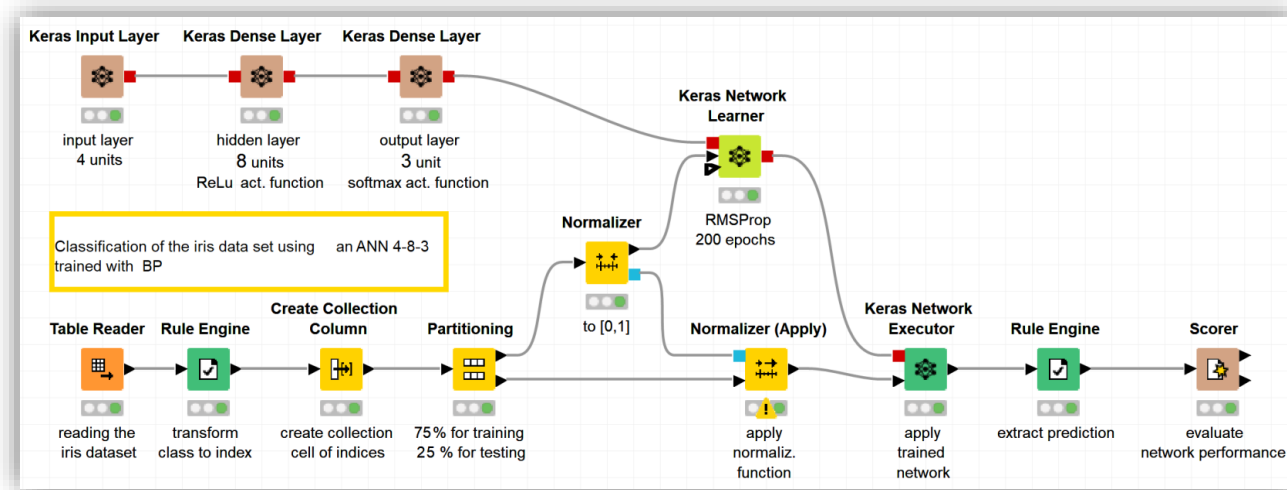 Keras Input Layer
Keras Dense Layer
Keras Dense Layer
input layer
4 units
hidden layer
8 units
ReLu act. function
output layer
3 unit
softmax act. function
Keras Network
Learner
RMSProp
200 epochs
Classification of the iris data set using an ANN 4-8-3
trained with BP
Normalizer
to [0,1]
Table Reader
reading the
iris dataset
Rule Engine
transform
class to index
Create Collection
Column
create collection
cell of indices
Partitioning
75% for training
25 % for testing
Normalizer (Apply)
apply
normaliz.
function
Keras Network
Executor
apply
trained
network
Rule Engine
extract prediction
Scorer
evaluate
network performance